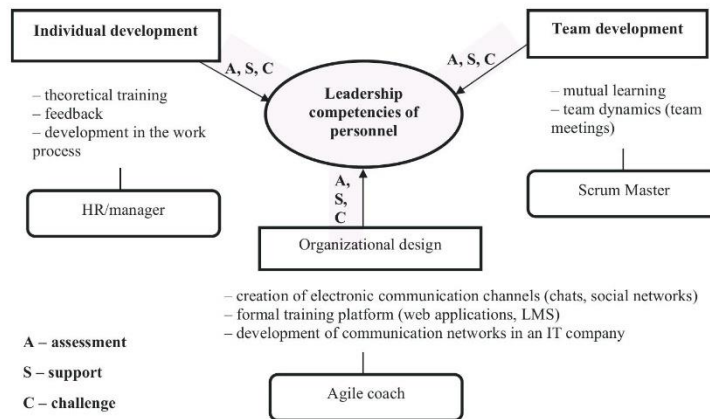 Individual development
Team development
A, S, C
A, S, C
Leadership
competencies of
personnel
– theoretical training
– feedback
– development in the work
process
– mutual learning
– team dynamics (team
meetings)
HR/manager
Scrum Master
A,
S,
C
Organizational design
– creation of electronic communication channels (chats, social networks)
– formal training platform (web applications, LMS)
– development of communication networks in an IT company
A – assessment
S – support
C – challenge
Agile coach